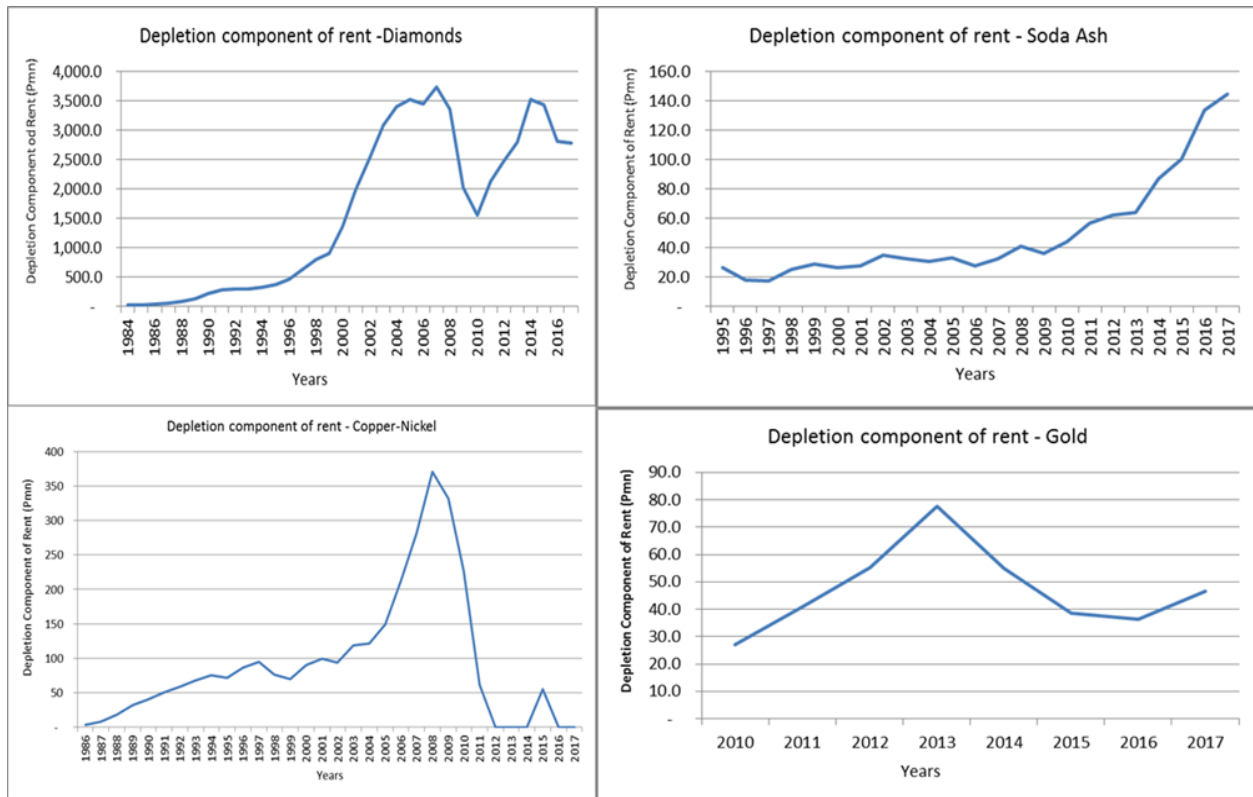 Depletion component of rent -Diamonds
Depletion Component od Rent (Pmn)
4,000.0
3,500.0
3,000.0
2,500.0
2,000.0
1,500.0
1,000.0
500.0
-
1984 1986 1988 1990 1992 1994 1996 1998 2000 2002 2004 2006 2008 2010 2012 2014 2016
Years
Depletion component of rent - Soda Ash
Depletion Component of Rent (Pmn)
160.0
140.0
120.0
100.0
80.0
60.0
40.0
20.0
-
1995 1996 1997 1998 1999 2000 2001 2002 2003 2004 2005 2006 2007 2008 2009 2010 2011 2012 2013 2014 2015 2016 2017
Years
Depletion component of rent - Copper-Nickel
Depletion Component of Rent (Pmn)
400
350
300
250
200
150
100
50
-
1986 1987 1988 1989 1990 1991 1992 1993 1994 1995 1996 1997 1998 1999 2000 2001 2002 2003 2004 2005 2006 2007 2008 2009 2010 2011 2012 2013 2014 2015 2016 2017
Years
Depletion component of rent - Gold
Depletion Component of Rent (Pmn)
90.0
80.0
70.0
60.0
50.0
40.0
30.0
20.0
10.0
-
2010 2011 2012 2013 2014 2015 2016 2017
Years